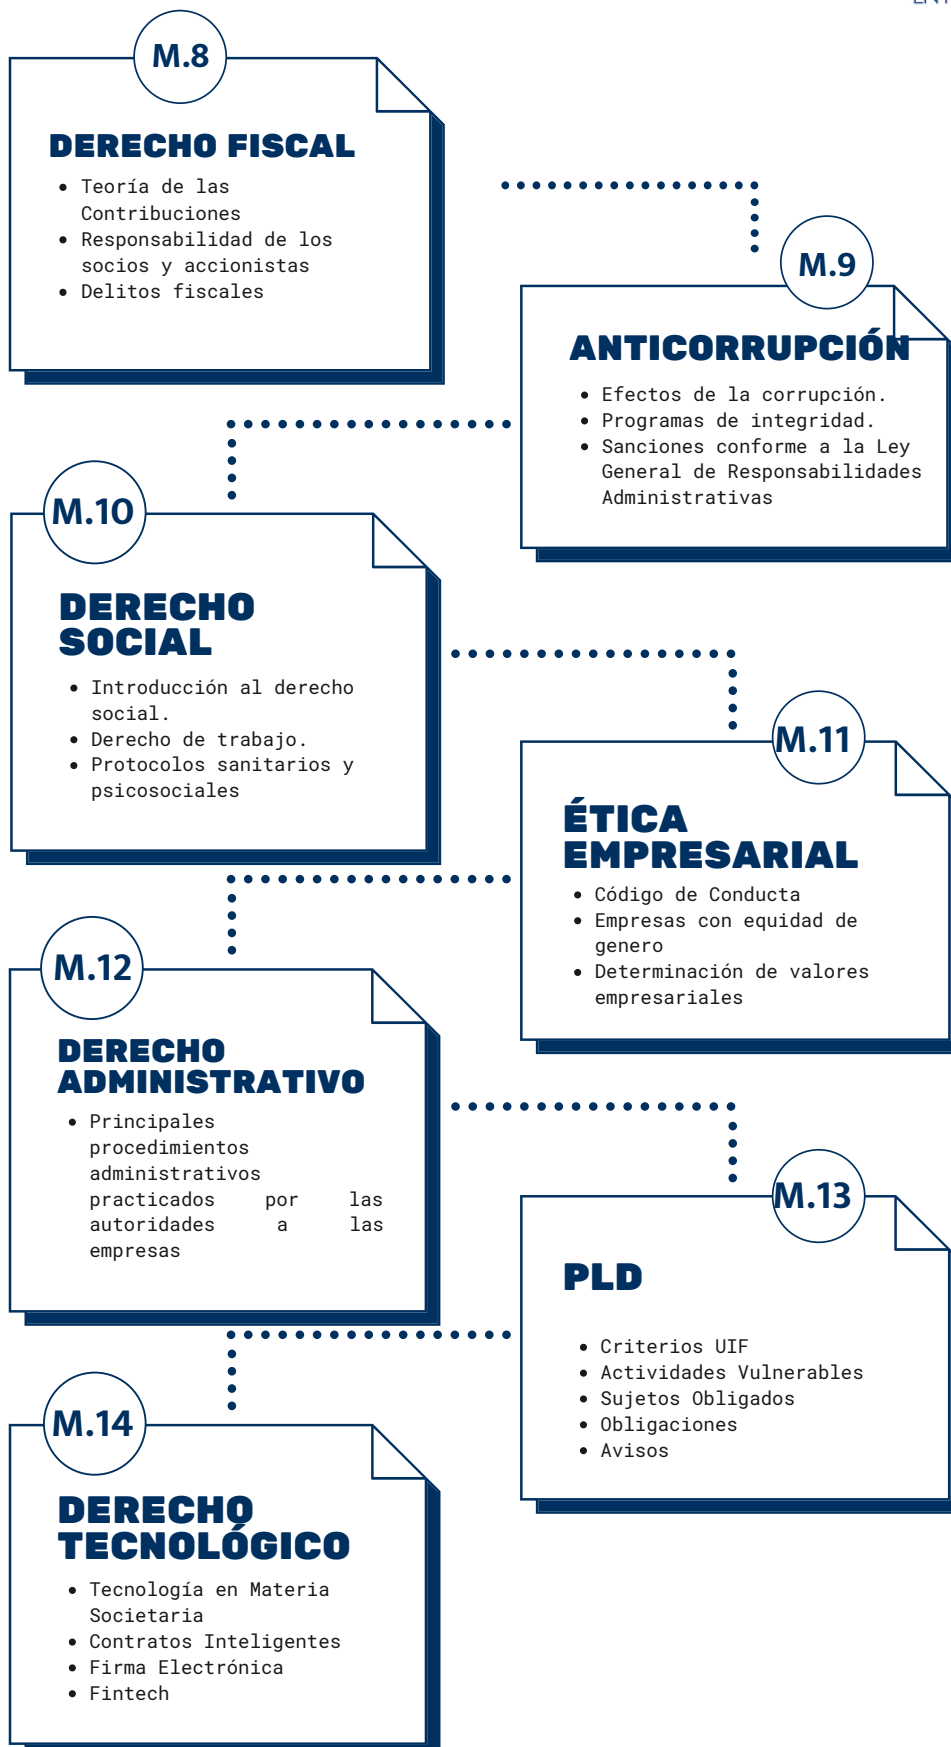 M.8
DERECHO FISCAL
• Teoría de las
Contribuciones
• Responsabilidad de los
socios y accionistas
• Delitos fiscales
M.9
ANTICORRUPCIÓN
• Efectos de la corrupción.
• Programas de integridad.
• Sanciones conforme a la Ley
General de Responsabilidades
Administrativas
M.10
DERECHO
SOCIAL
• Introducción al derecho
social.
• Derecho de trabajo.
• Protocolos sanitarios y
psicosociales
M.11
ÉTICA
EMPRESARIAL
• Código de Conducta
• Empresas con equidad de
genero
• Determinación de valores
empresariales
M.12
DERECHO
ADMINISTRATIVO
• Principales
procedimientos
administrativos
practicados por las
autoridades a las
empresas
M.13
PLD
• Criterios UIF
• Actividades Vulnerables
• Sujetos Obligados
• Obligaciones
• Avisos
M.14
DERECHO
TECNOLÓGICO
• Tecnología en Materia
Societaria
• Contratos Inteligentes
• Firma Electrónica
• Fintech